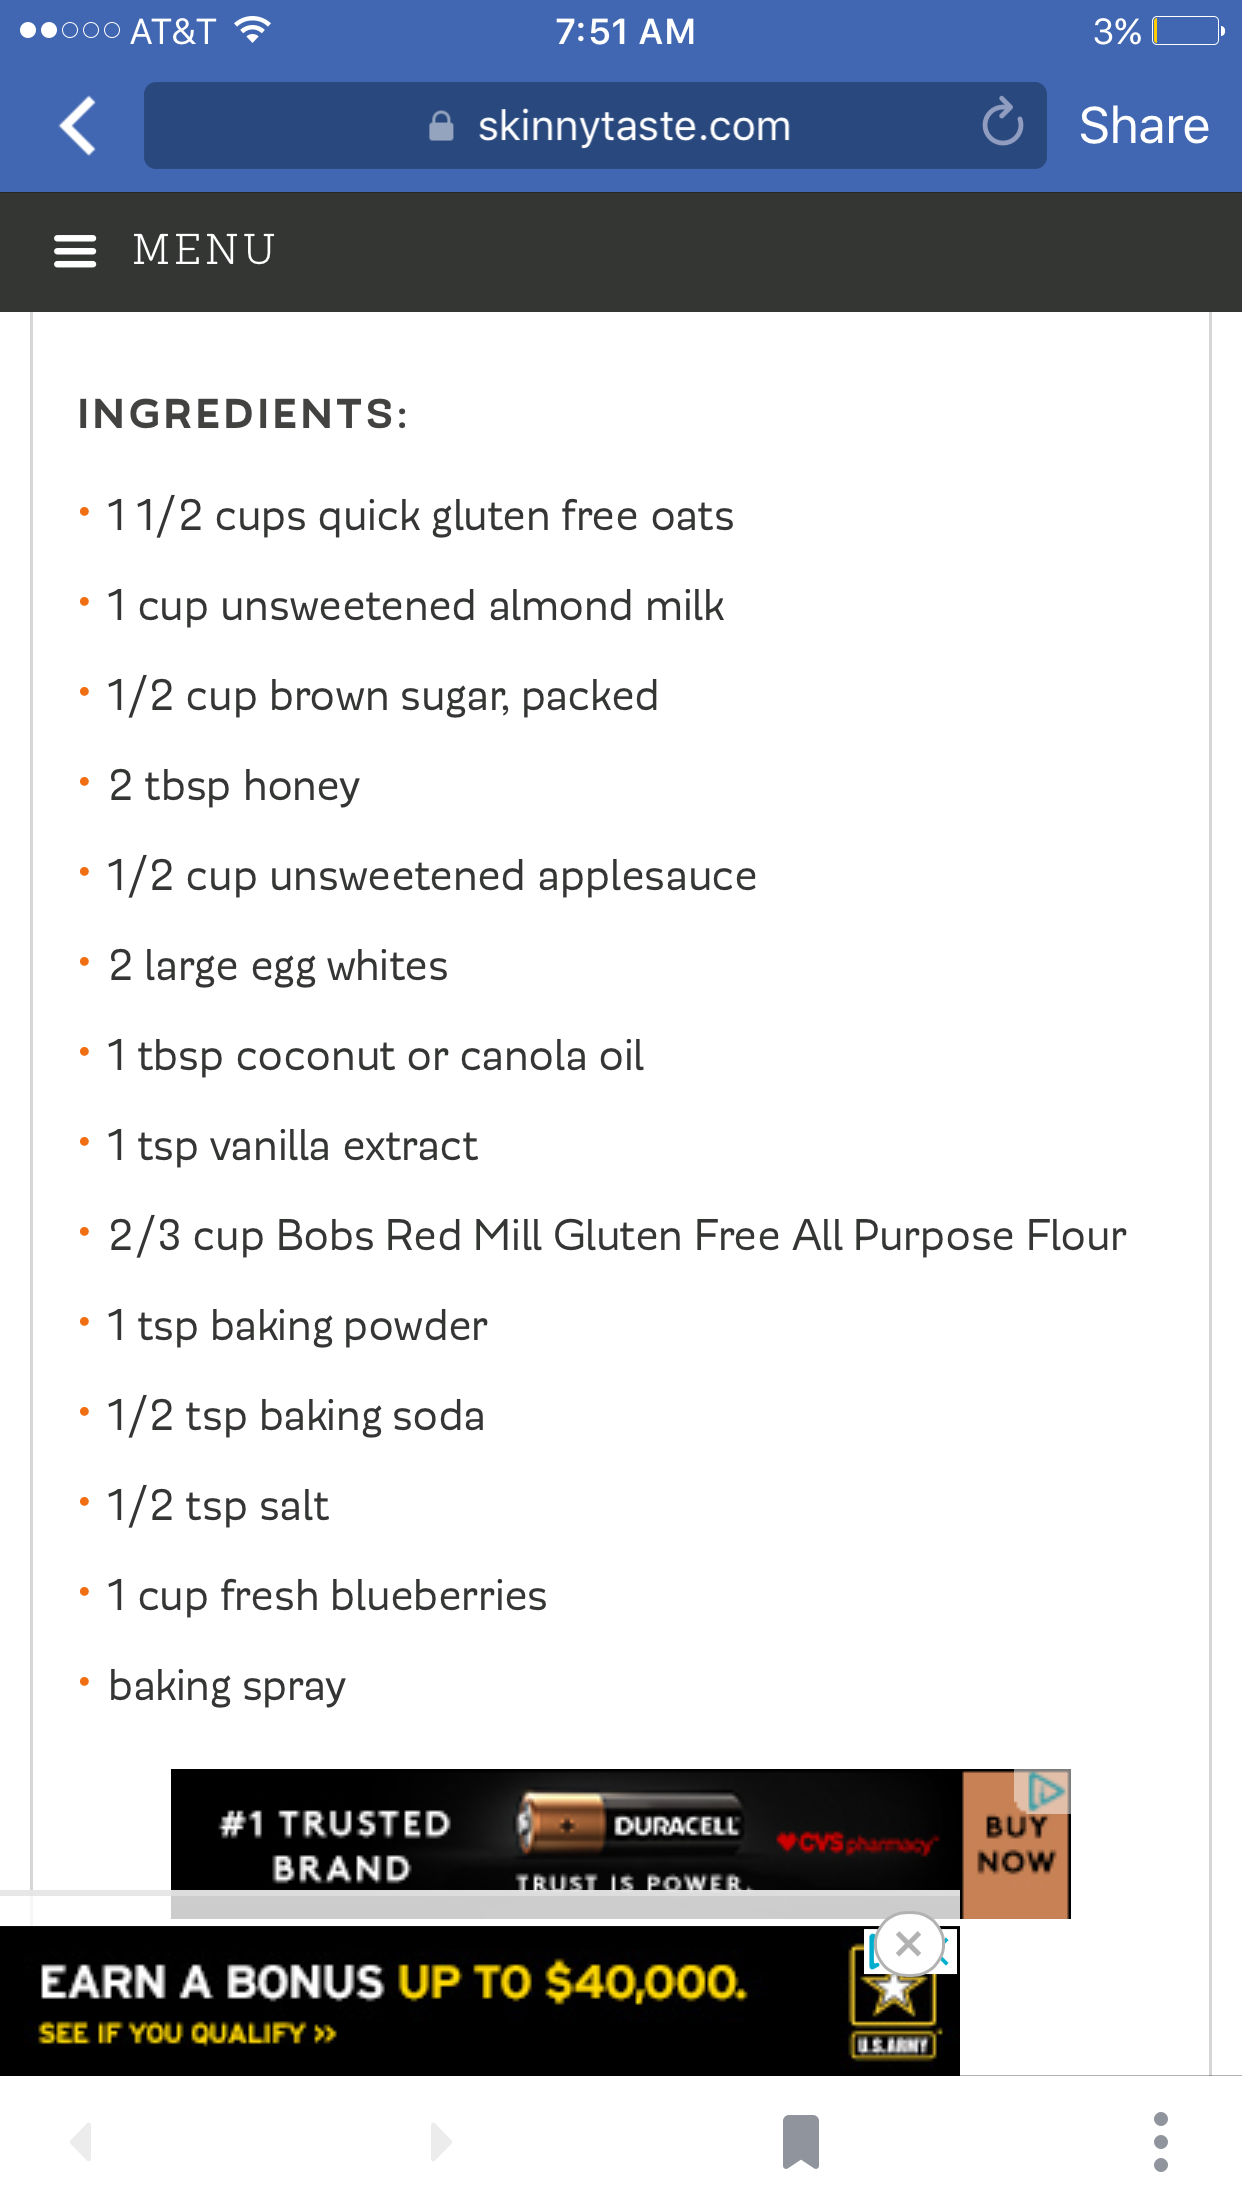 AT&T 7:51 AM 3%
skinnytaste.com Share
MENU
INGREDIENTS:
• 1 1/2 cups quick gluten free oats
• 1 cup unsweetened almond milk
• 1/2 cup brown sugar, packed
• 2 tbsp honey
• 1/2 cup unsweetened applesauce
• 2 large egg whites
• 1 tbsp coconut or canola oil
• 1 tsp vanilla extract
• 2/3 cup Bobs Red Mill Gluten Free All Purpose Flour
• 1 tsp baking powder
• 1/2 tsp baking soda
• 1/2 tsp salt
• 1 cup fresh blueberries
• baking spray
#1 TRUSTED
BRAND
DURACELL
TRUST IS POWER.
CVS pharmacy
BUY
NOW
EARN A BONUS UP TO $40,000.
SEE IF YOU QUALIFY >>
U.S. ARMY